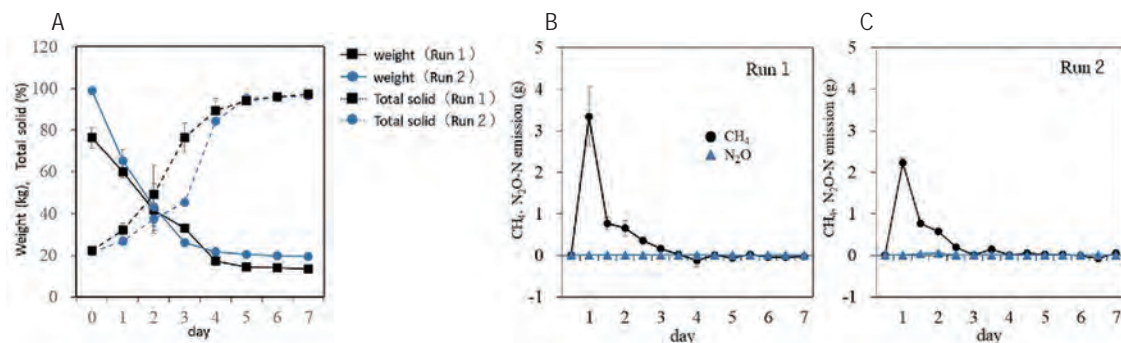 A
Weight (kg), Total solid (%)
120
100
80
60
40
20
0
0 1 2 3 4 5 6 7
day
weight (Run 1)
weight (Run 2)
Total solid (Run 1)
Total solid (Run 2)
B
CH₄, N₂O-N emission (g)
5
4
3
2
1
0
-1
Run 1
CH₄
N₂O
1 2 3 4 5 6 7
day
C
CH₄, N₂O-N emission (g)
5
4
3
2
1
0
-1
Run 2
1 2 3 4 5 6 7
day